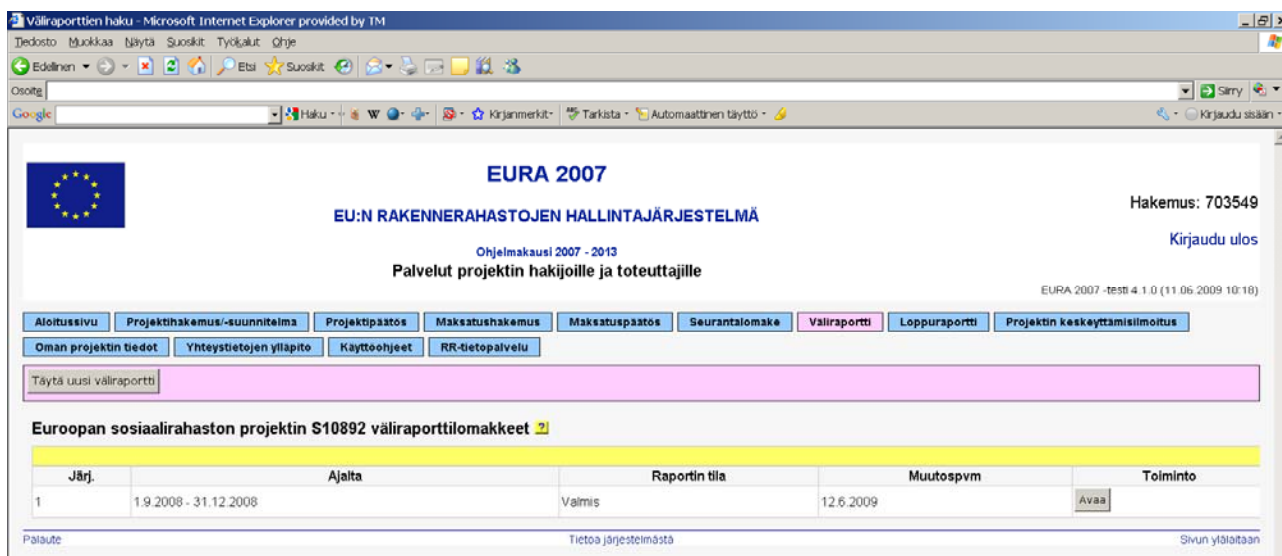 Väliraporttien haku - Microsoft Internet Explorer provided by TM
Tiedosto Muokkaa Näytä Suosikit Työkalut Ohje
Edellinen Etsi Suosikit
Osoite Siirry
Google Haku W Kirjanmerkit Tarkista Automaattinen täyttö Kirjaudu sisään
EURA 2007
EU:N RAKENNERAHASTOJEN HALLINTAJÄRJESTELMÄ
Hakemus: 703549
Kirjaudu ulos
Ohjelmakausi 2007 - 2013
Palvelut projektin hakijoille ja toteuttajille
EURA 2007 -testi 4.1.0 (11.06.2009 10:18)
Aloitussivu Projektihakemus/-suunnitelma Projektipäätös Maksatushakemus Maksatuspäätös Seurantalomake Väliraportti Loppuraportti Projektin keskeyttämisilmoitus
Oman projektin tiedot Yhteystietojen ylläpito Käyttöohjeet RR-tietopalvelu
Täytä uusi väliraportti
Euroopan sosiaalirahaston projektin S10892 väliraporttilomakkeet ?
Järj. Ajalta Raportin tila Muutospvm Toiminto
1 1.9.2008 - 31.12.2008 Valmis 12.6.2009 Avaa
Palaute Tietoa järjestelmästä Sivun ylälaitaan